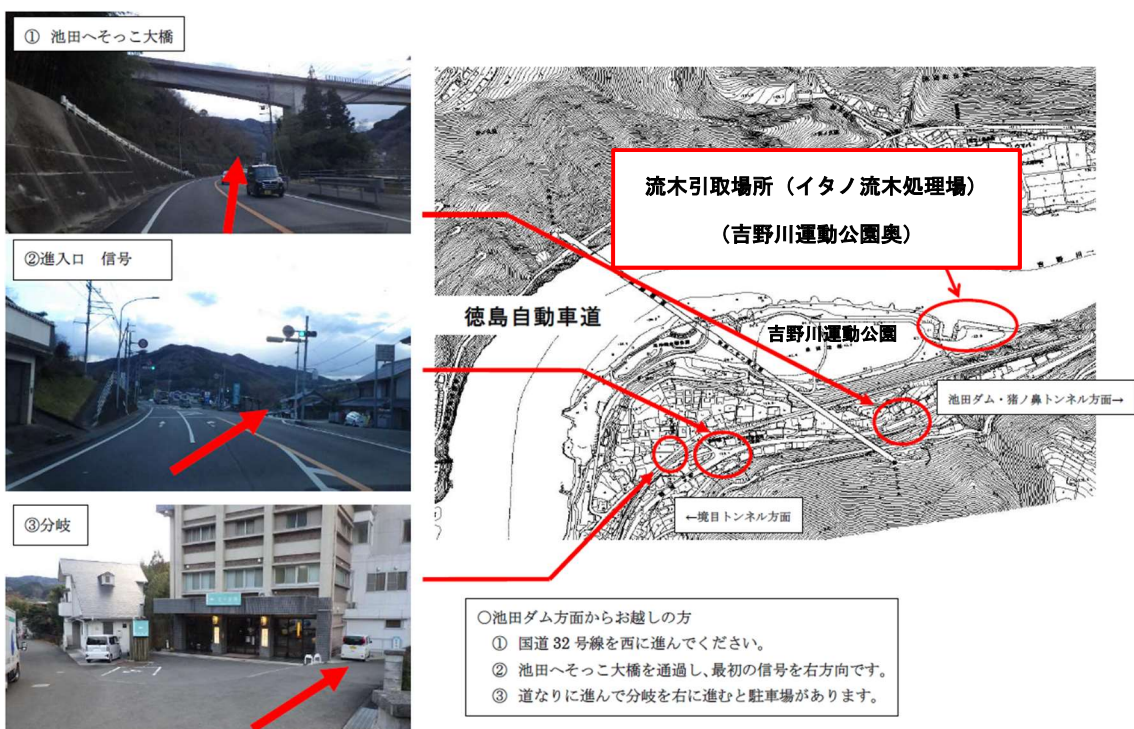 ① 池田へそっこ大橋
②進入口 信号
③分岐
流木引取場所（イタノ流木処理場）
（吉野川運動公園奥）
徳島自動車道
吉野川運動公園
池田ダム・猪ノ鼻トンネル方面→
←境目トンネル方面
○池田ダム方面からお越しの方
① 国道 32 号線を西に進んでください。
② 池田へそっこ大橋を通過し、最初の信号を右方向です。
③ 道なりに進んで分岐を右に進むと駐車場があります。